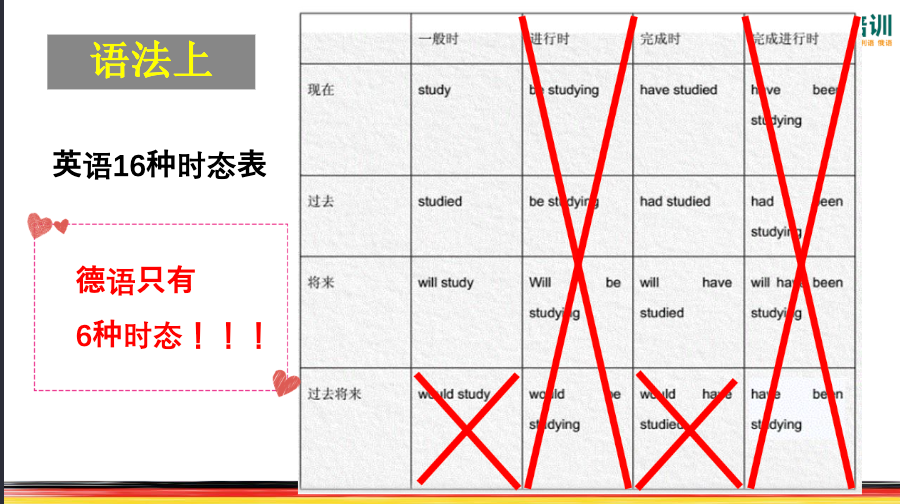 语法上
英语16种时态表
德语只有
6种时态！！！
培训
一般时 进行时 完成时 完成进行时
现在 study be studying have studied have been
studying
过去 studied be studying had studied had been
studying
将来 will study Will be will have will have been
studying studied studying
过去将来 would study would be would have have been
studying studied studying